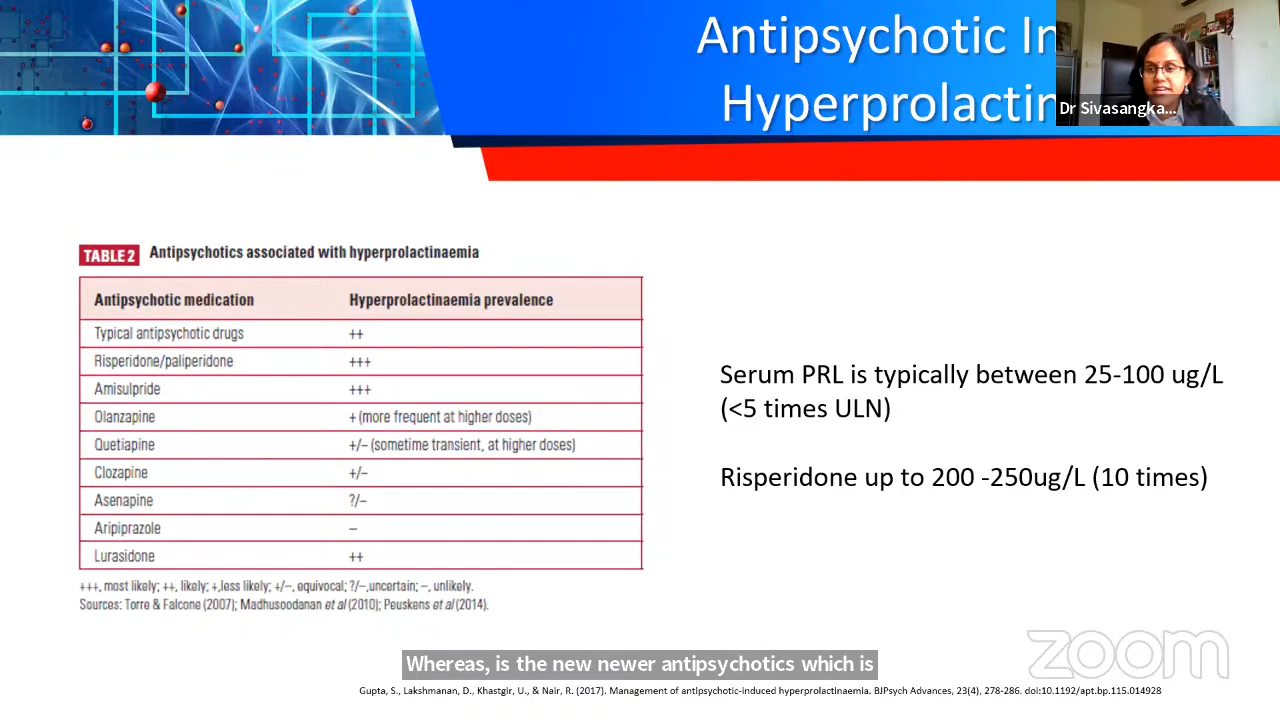 Antipsychotic In
Hyperprolactin
Dr Sivasangka...
TABLE 2 Antipsychotics associated with hyperprolactinaemia
Antipsychotic medication Hyperprolactinaemia prevalence
Typical antipsychotic drugs ++
Risperidone/paliperidone +++
Amisulpride +++
Olanzapine + (more frequent at higher doses)
Quetiapine +/– (sometime transient, at higher doses)
Clozapine +/–
Asenapine ?/–
Aripiprazole –
Lurasidone ++
+++, most likely; ++, likely; +,less likely; +/–, equivocal; ?/–,uncertain; –, unlikely.
Sources: Torre & Falcone (2007); Madhusoodanan et al (2010); Peuskens et al (2014).
Serum PRL is typically between 25-100 ug/L
(<5 times ULN)
Risperidone up to 200 -250ug/L (10 times)
zoom
Whereas, is the new newer antipsychotics which is
Gupta, S., Lakshmanan, D., Khastgir, U., & Nair, R. (2017). Management of antipsychotic-induced hyperprolactinaemia. BJPsych Advances, 23(4), 278-286. doi:10.1192/apt.bp.115.014928